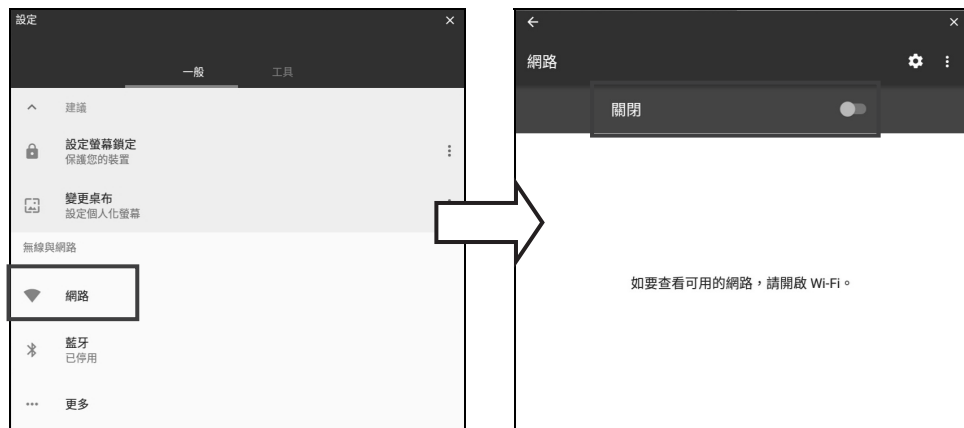 設定
一般
工具
建議
設定螢幕鎖定
保護您的裝置
變更桌布
設定個人化螢幕
無線與網路
網路
藍牙
已停用
更多
網路
關閉
如要查看可用的網路，請開啟 Wi-Fi。